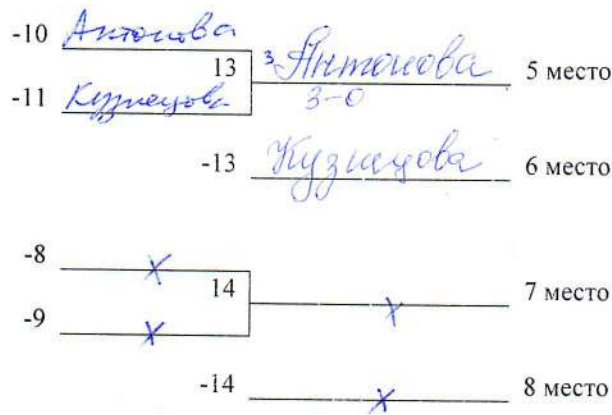 -10 Антонова
13 3 Антонова 5 место
-11 Кузнецова
3-0
-13 Кузнецова 6 место
-8 X
14 X 7 место
-9 X
-14 X 8 место